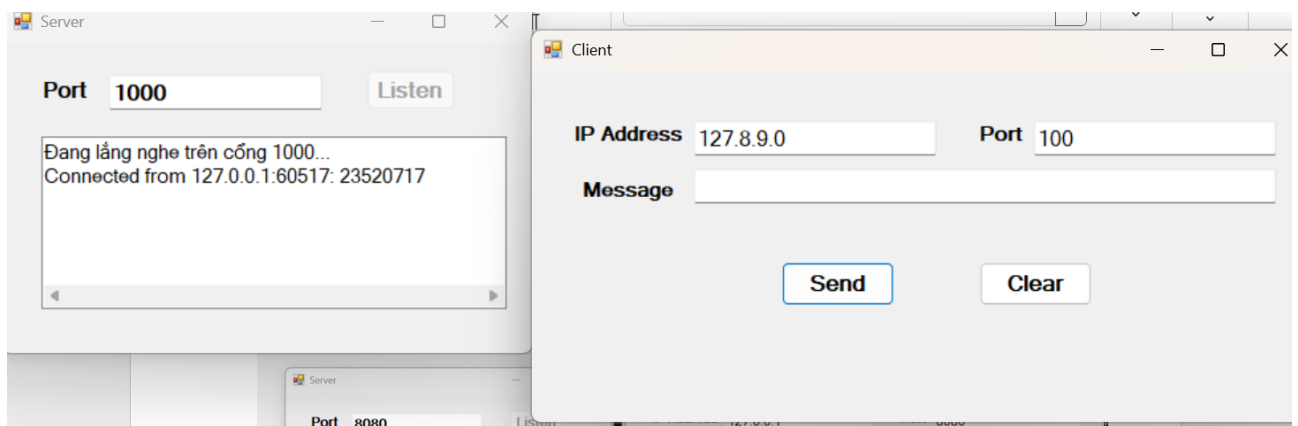 Server
Port 1000 Listen
Đang lắng nghe trên cổng 1000...
Connected from 127.0.0.1:60517: 23520717
Client
IP Address 127.8.9.0 Port 100
Message
Send Clear
Server
Port 8080